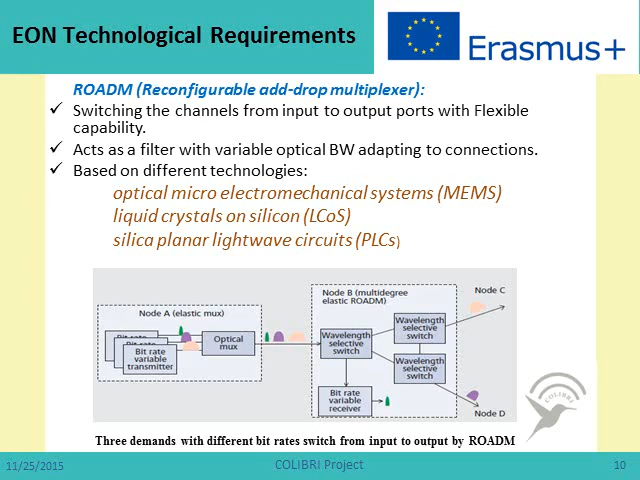 EON Technological Requirements
Erasmus+
ROADM (Reconfigurable add-drop multiplexer):
✓ Switching the channels from input to output ports with Flexible
capability.
✓ Acts as a filter with variable optical BW adapting to connections.
✓ Based on different technologies:
optical micro electromechanical systems (MEMS)
liquid crystals on silicon (LCoS)
silica planar lightwave circuits (PLCs)
Node A (elastic mux)
Bit rate
Bit rate
Bit rate
variable
transmitter
Optical
mux
Node B (multidegree
elastic ROADM)
Wavelength
selective
switch
Wavelength
selective
switch
Wavelength
selective
switch
Bit rate
variable
receiver
Node C
Node D
COLIBRI
Three demands with different bit rates switch from input to output by ROADM
11/25/2015
COLIBRI Project
10